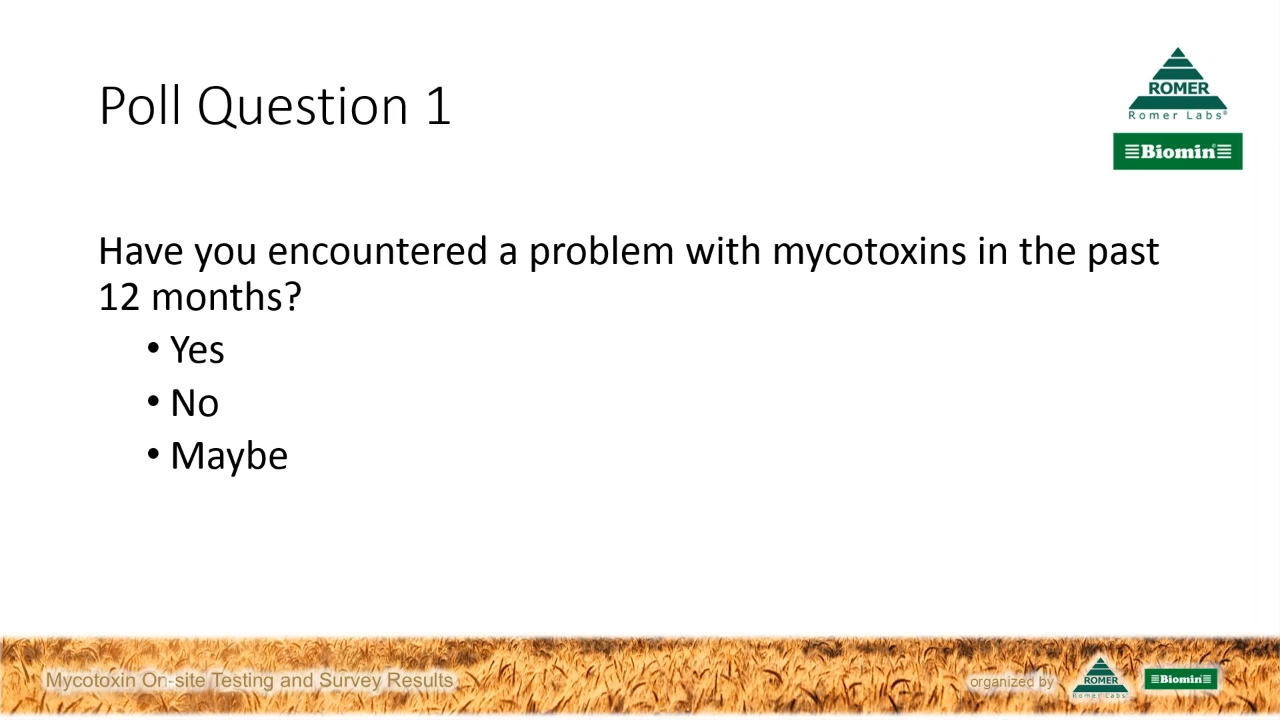 Poll Question 1
ROMER
Romer Labs®
Biomin®
Have you encountered a problem with mycotoxins in the past
12 months?
• Yes
• No
• Maybe
Mycotoxin On-site Testing and Survey Results
organized by
ROMER
Romer Labs®
Biomin®